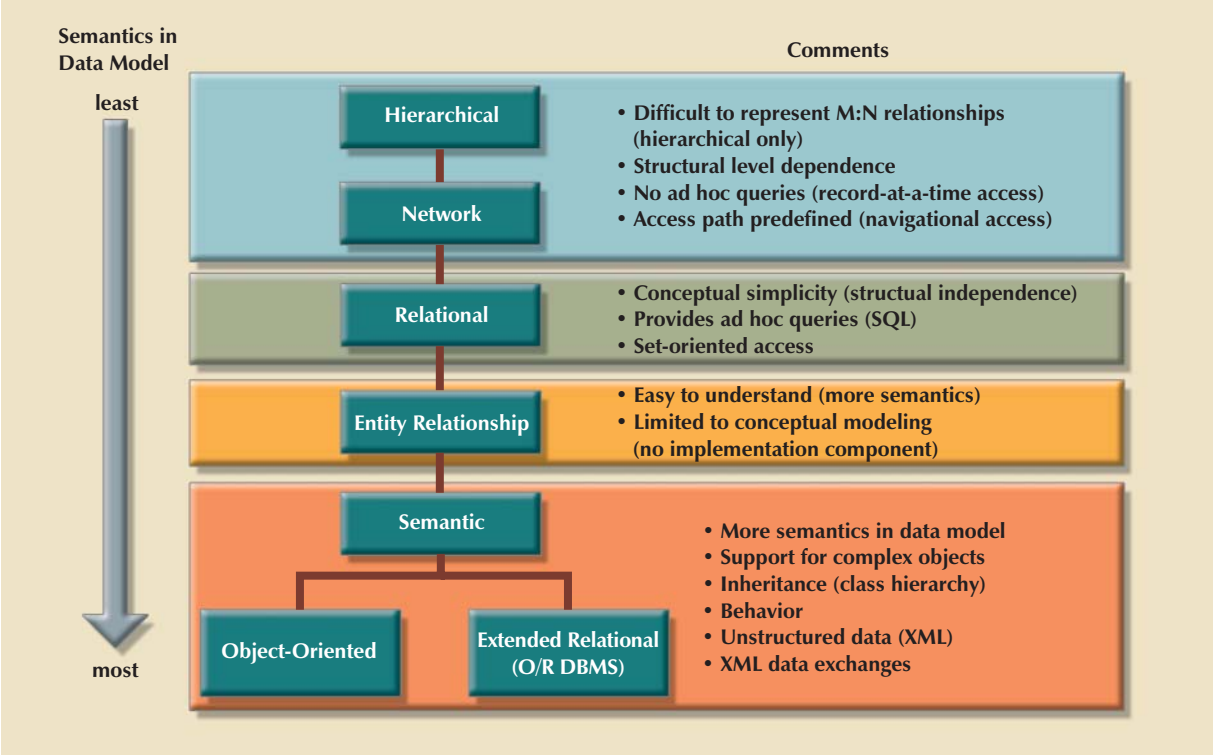 Semantics in
Data Model
Comments
least
Hierarchical
• Difficult to represent M:N relationships
(hierarchical only)
• Structural level dependence
• No ad hoc queries (record-at-a-time access)
• Access path predefined (navigational access)
Network
Relational
• Conceptual simplicity (structual independence)
• Provides ad hoc queries (SQL)
• Set-oriented access
Entity Relationship
• Easy to understand (more semantics)
• Limited to conceptual modeling
(no implementation component)
Semantic
• More semantics in data model
• Support for complex objects
• Inheritance (class hierarchy)
• Behavior
• Unstructured data (XML)
• XML data exchanges
Object-Oriented
Extended Relational
(O/R DBMS)
most